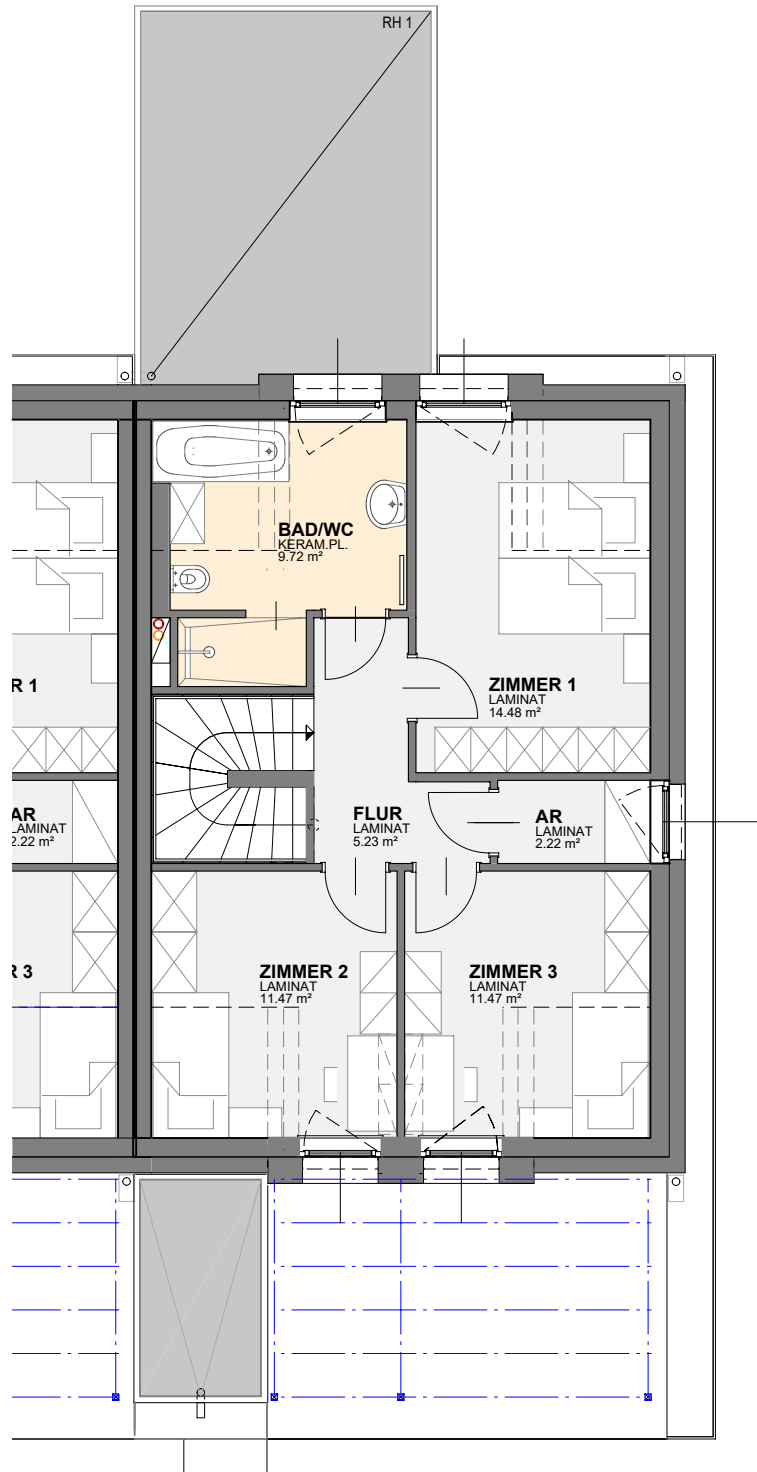 RH 1
BAD/WC
KERAM.PL.
9.72 m²
R 1
ZIMMER 1
LAMINAT
14.48 m²
AR
LAMINAT
2.22 m²
FLUR
LAMINAT
5.23 m²
AR
LAMINAT
2.22 m²
R 3
ZIMMER 2
LAMINAT
11.47 m²
ZIMMER 3
LAMINAT
11.47 m²